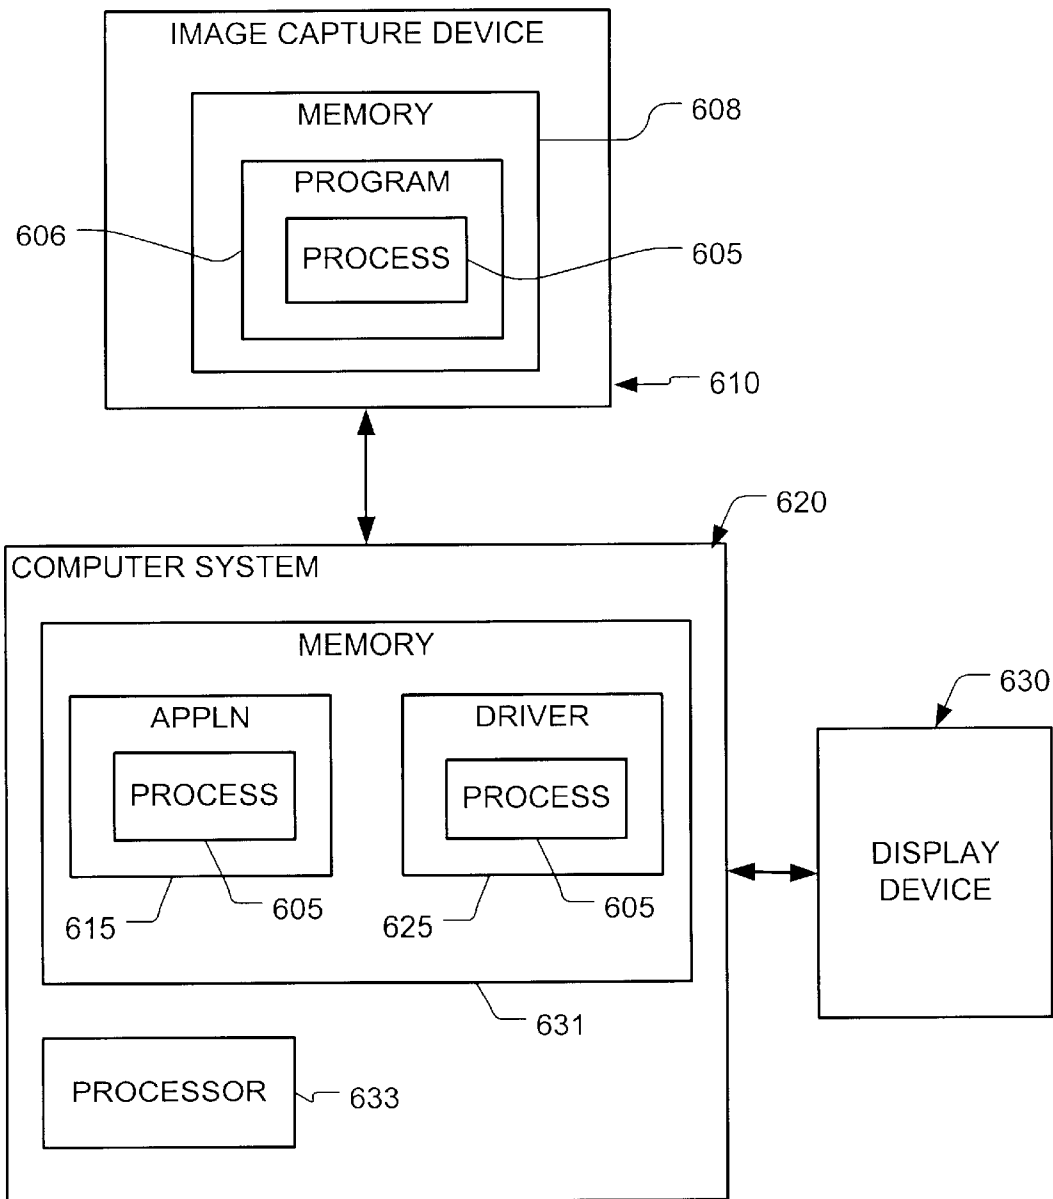 IMAGE CAPTURE DEVICE
MEMORY
608
PROGRAM
606
PROCESS
605
610
620
COMPUTER SYSTEM
MEMORY
630
APPLN
DRIVER
PROCESS
PROCESS
DISPLAY
DEVICE
615
605
625
605
631
PROCESSOR
633